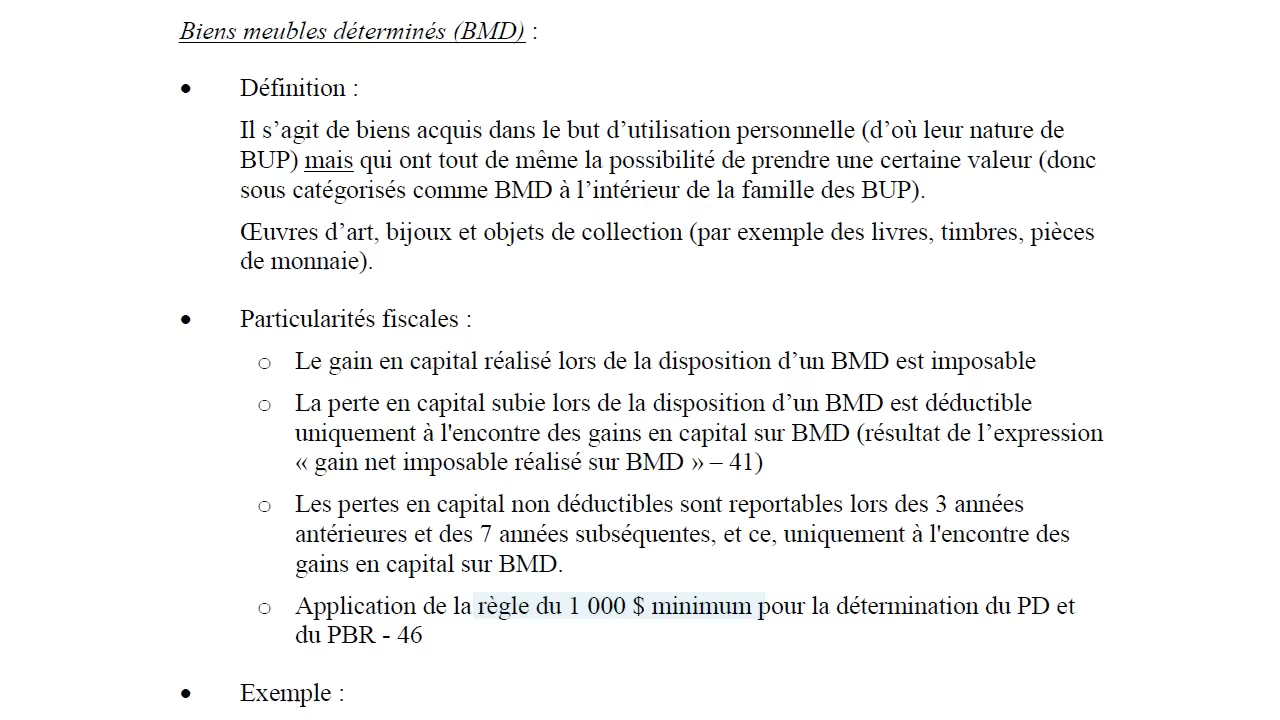 Biens meubles déterminés (BMD) :
• Définition :
Il s’agit de biens acquis dans le but d’utilisation personnelle (d’où leur nature de
BUP) mais qui ont tout de même la possibilité de prendre une certaine valeur (donc
sous catégorisés comme BMD à l’intérieur de la famille des BUP).
Œuvres d’art, bijoux et objets de collection (par exemple des livres, timbres, pièces
de monnaie).
• Particularités fiscales :
o Le gain en capital réalisé lors de la disposition d’un BMD est imposable
o La perte en capital subie lors de la disposition d’un BMD est déductible
uniquement à l'encontre des gains en capital sur BMD (résultat de l’expression
« gain net imposable réalisé sur BMD » – 41)
o Les pertes en capital non déductibles sont reportables lors des 3 années
antérieures et des 7 années subséquentes, et ce, uniquement à l'encontre des
gains en capital sur BMD.
o Application de la règle du 1 000 $ minimum pour la détermination du PD et
du PBR - 46
• Exemple :